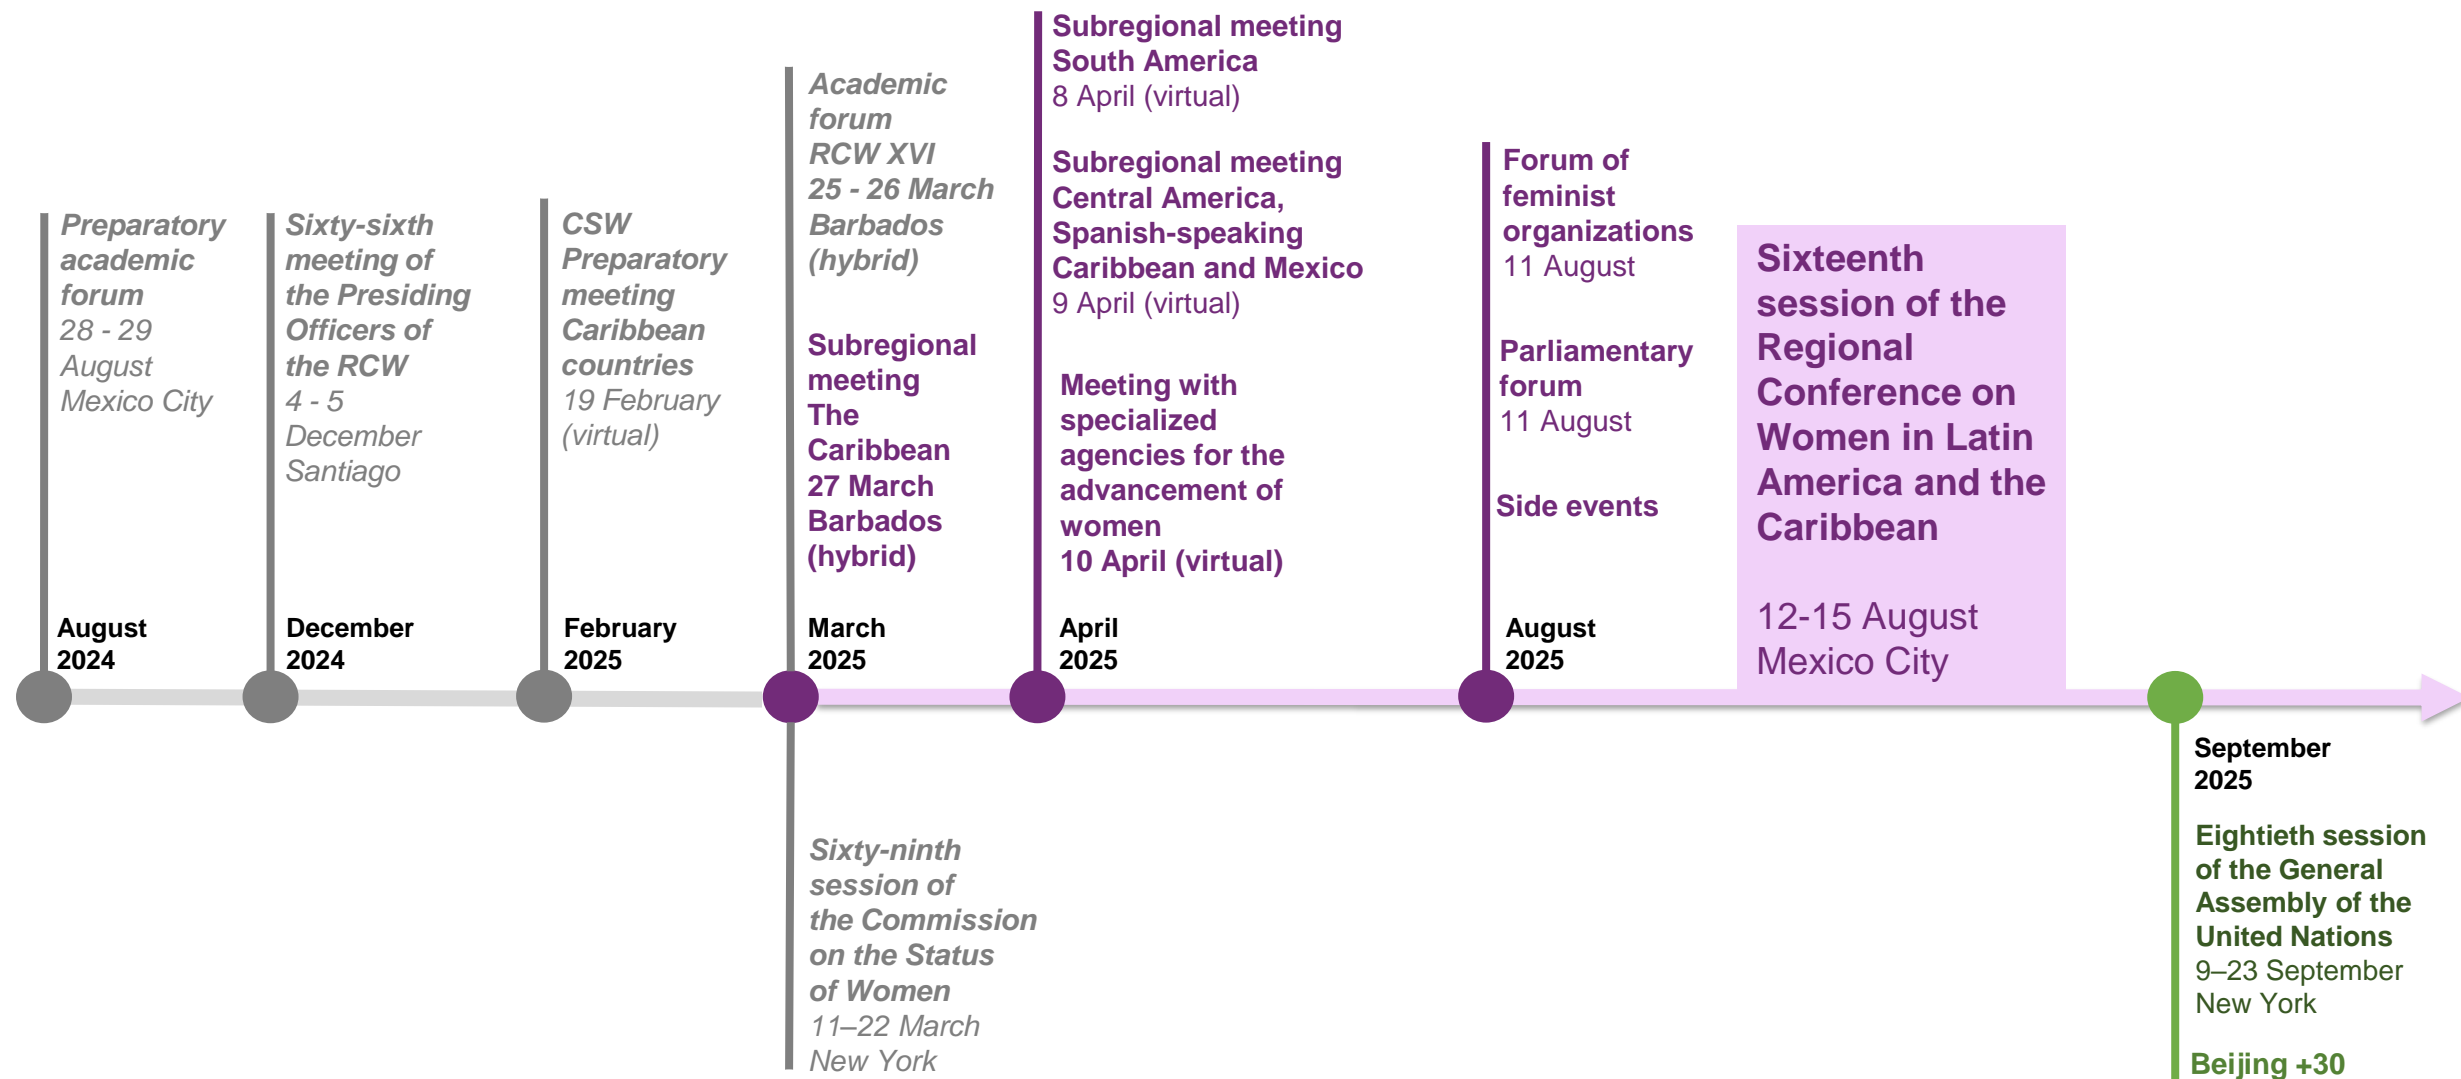 Preparatory
academic
forum
28 - 29
August
Mexico City
August
2024
Sixty-sixth
meeting of
the Presiding
Officers of
the RCW
4 - 5
December
Santiago
December
2024
CSW
Preparatory
meeting
Caribbean
countries
19 February
(virtual)
February
2025
Academic
forum
RCW XVI
25 - 26 March
Barbados
(hybrid)
Subregional
meeting
The
Caribbean
27 March
Barbados
(hybrid)
March
2025
Sixty-ninth
session of
the Commission
on the Status
of Women
11–22 March
New York
Subregional meeting
South America
8 April (virtual)
Subregional meeting
Central America,
Spanish-speaking
Caribbean and Mexico
9 April (virtual)
Meeting with
specialized
agencies for the
advancement of
women
10 April (virtual)
April
2025
Forum of
feminist
organizations
11 August
Parliamentary
forum
11 August
Side events
August
2025
Sixteenth
session of the
Regional
Conference on
Women in Latin
America and the
Caribbean
12-15 August
Mexico City
September
2025
Eightieth session
of the General
Assembly of the
United Nations
9–23 September
New York
Beijing +30